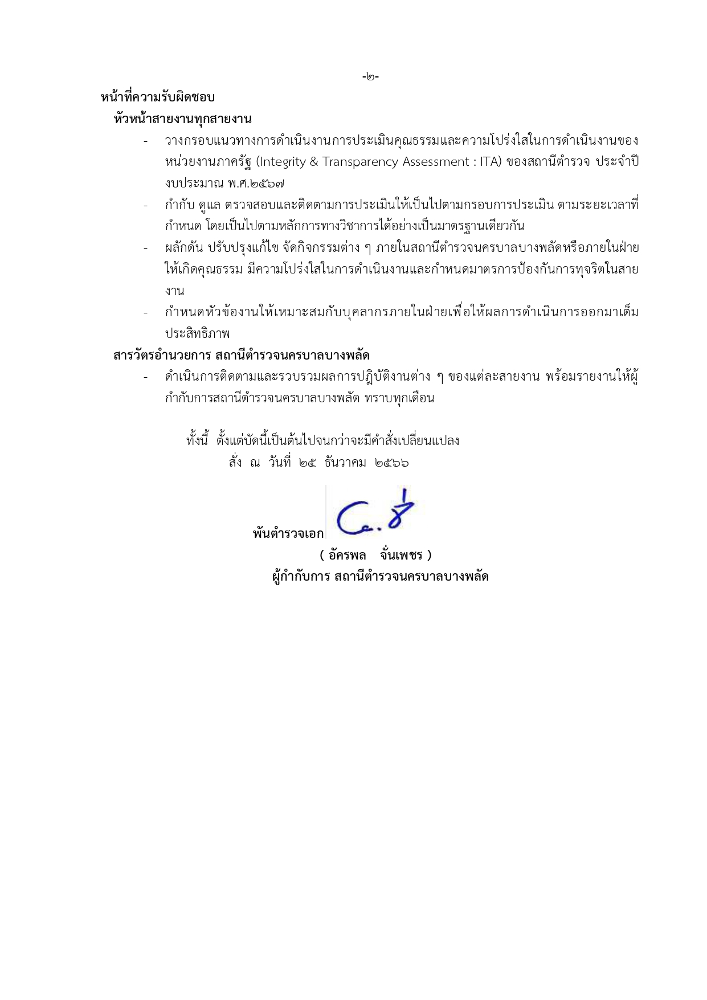 -๒-
หน้าที่ความรับผิดชอบ
หัวหน้าสายงานทุกสายงาน
- วางกรอบแนวทางการดำเนินงานการประเมินคุณธรรมและความโปร่งใสในการดำเนินงานของ
หน่วยงานภาครัฐ (Integrity & Transparency Assessment : ITA) ของสถานีตำรวจ ประจำปี
งบประมาณ พ.ศ.๒๕๖๗
- กำกับ ดูแล ตรวจสอบและติดตามการประเมินให้เป็นไปตามกรอบการประเมิน ตามระยะเวลาที่
กำหนด โดยเป็นไปตามหลักการทางวิชาการได้อย่างเป็นมาตรฐานเดียวกัน
- ผลักดัน ปรับปรุงแก้ไข จัดกิจกรรมต่าง ๆ ภายในสถานีตำรวจนครบาลบางพลัดหรือภายในฝ่าย
ให้เกิดคุณธรรม มีความโปร่งใสในการดำเนินงานและกำหนดมาตรการป้องกันการทุจริตในสาย
งาน
- กำหนดหัวข้องานให้เหมาะสมกับบุคลากรภายในฝ่ายเพื่อให้ผลการดำเนินการออกมาเต็ม
ประสิทธิภาพ
สารวัตรอำนวยการ สถานีตำรวจนครบาลบางพลัด
- ดำเนินการติดตามและรวบรวมผลการปฎิบัติงานต่าง ๆ ของแต่ละสายงาน พร้อมรายงานให้ผู้
กำกับการสถานีตำรวจนครบาลบางพลัด ทราบทุกเดือน
ทั้งนี้ ตั้งแต่บัดนี้เป็นต้นไปจนกว่าจะมีคำสั่งเปลี่ยนแปลง
สั่ง ณ วันที่ ๒๕ ธันวาคม ๒๕๖๖
พันตำรวจเอก
( อัครพล จั่นเพชร )
ผู้กำกับการ สถานีตำรวจนครบาลบางพลัด